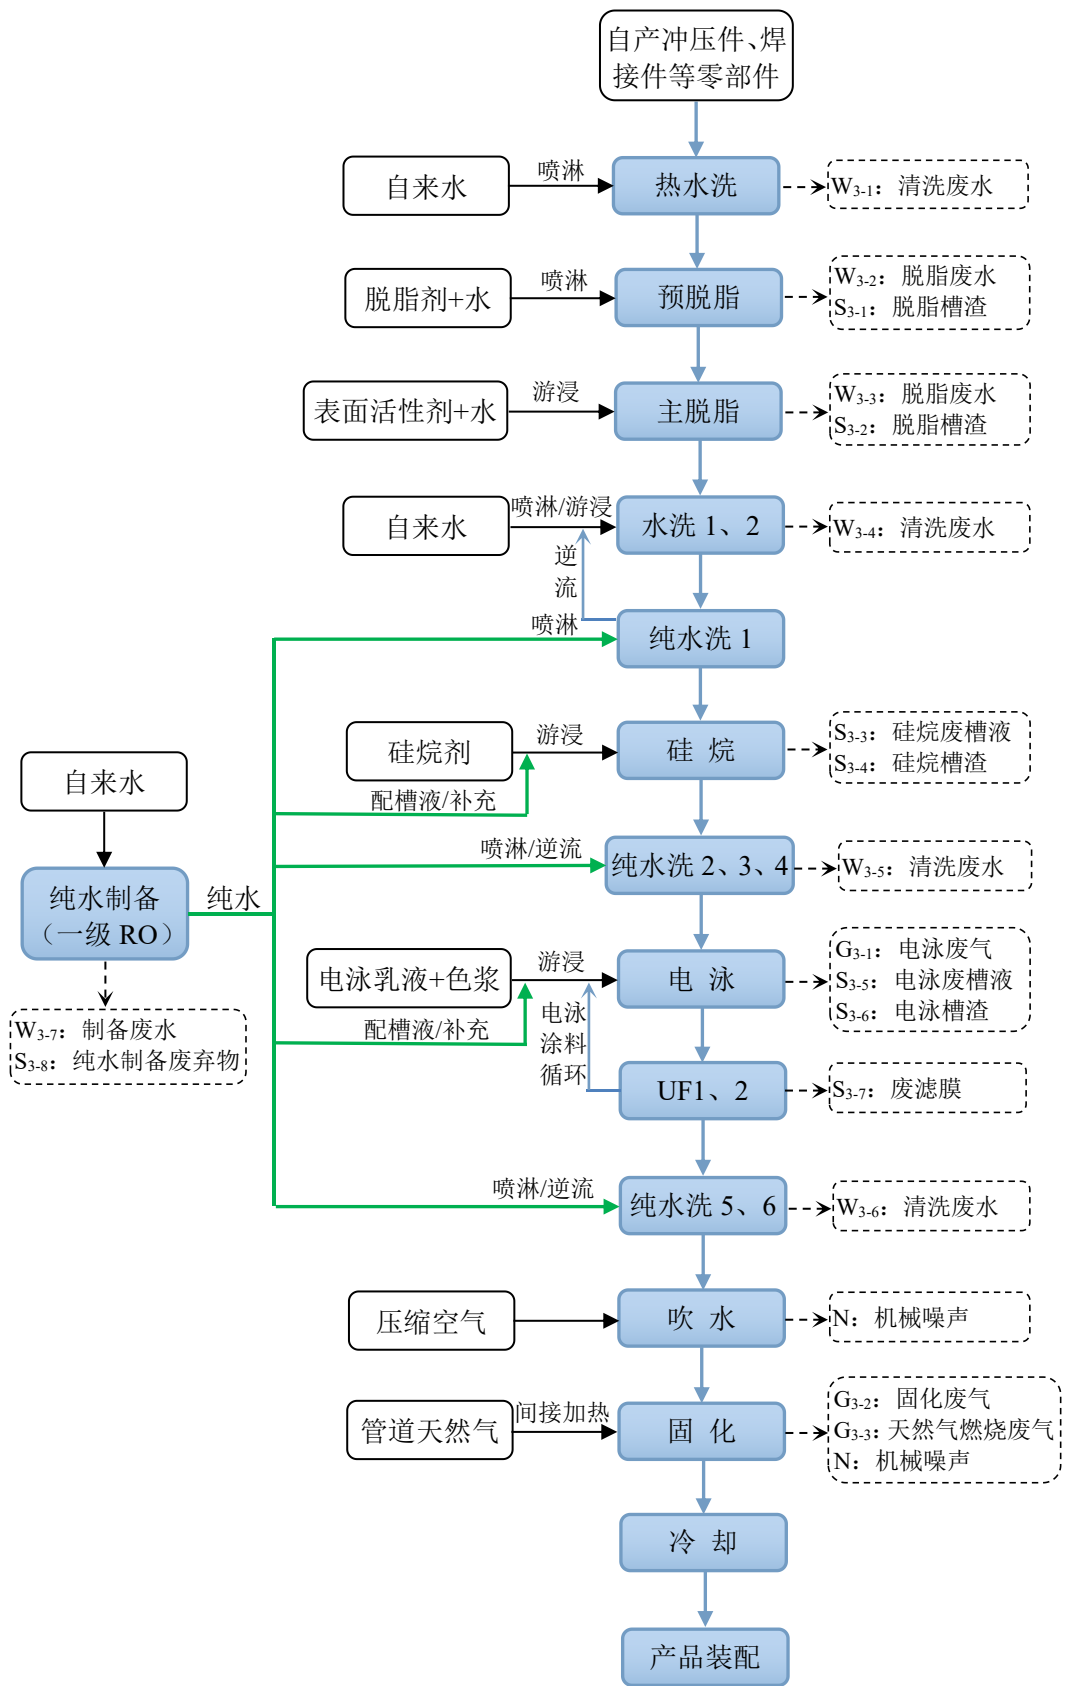 自产冲压件、焊
接件等零部件
自来水
喷淋
热水洗
W3-1：清洗废水
脱脂剂+水
喷淋
预脱脂
W3-2：脱脂废水
S3-1：脱脂槽渣
表面活性剂+水
游浸
主脱脂
W3-3：脱脂废水
S3-2：脱脂槽渣
自来水
喷淋/游浸
水洗 1、2
W3-4：清洗废水
逆
流
喷淋
纯水洗 1
硅烷剂
游浸
硅 烷
S3-3：硅烷废槽液
S3-4：硅烷槽渣
配槽液/补充
自来水
喷淋/逆流
纯水洗 2、3、4
W3-5：清洗废水
纯水制备
（一级 RO）
纯水
W3-7：制备废水
S3-8：纯水制备废弃物
电泳乳液+色浆
游浸
电 泳
G3-1：电泳废气
S3-5：电泳废槽液
S3-6：电泳槽渣
配槽液/补充
电泳
涂料
循环
UF1、2
S3-7：废滤膜
喷淋/逆流
纯水洗 5、6
W3-6：清洗废水
压缩空气
吹 水
N：机械噪声
管道天然气
间接加热
固 化
G3-2：固化废气
G3-3：天然气燃烧废气
N：机械噪声
冷 却
产品装配